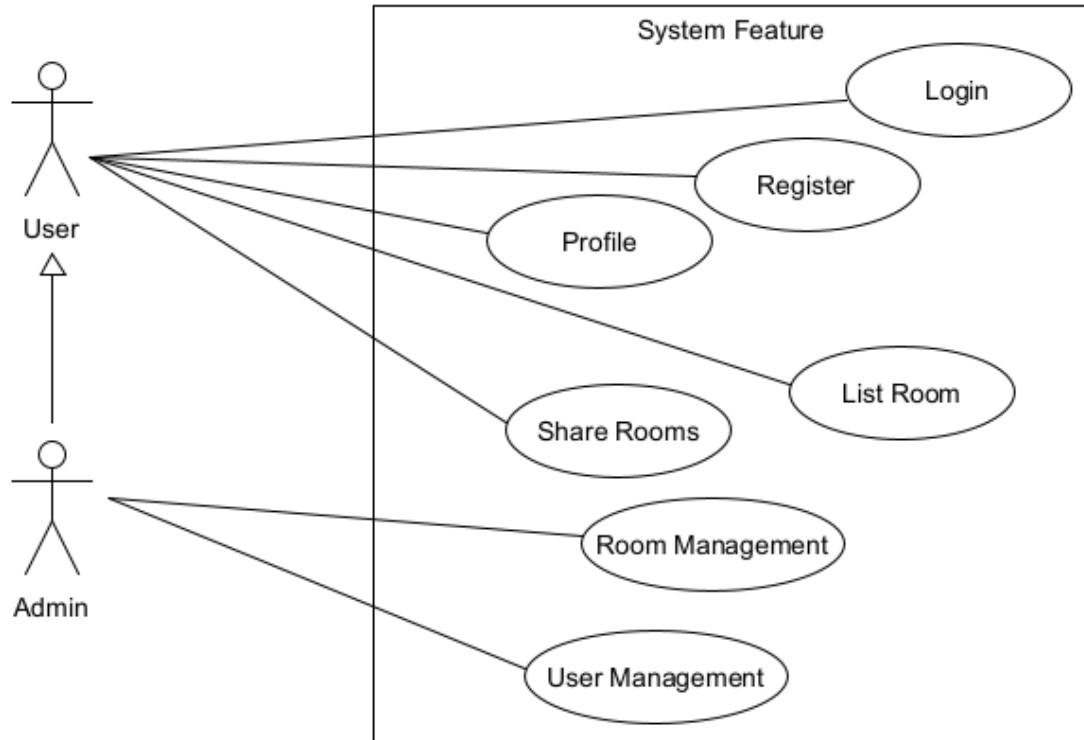 System Feature
Login
Register
User
Profile
List Room
Share Rooms
Room Management
Admin
User Management